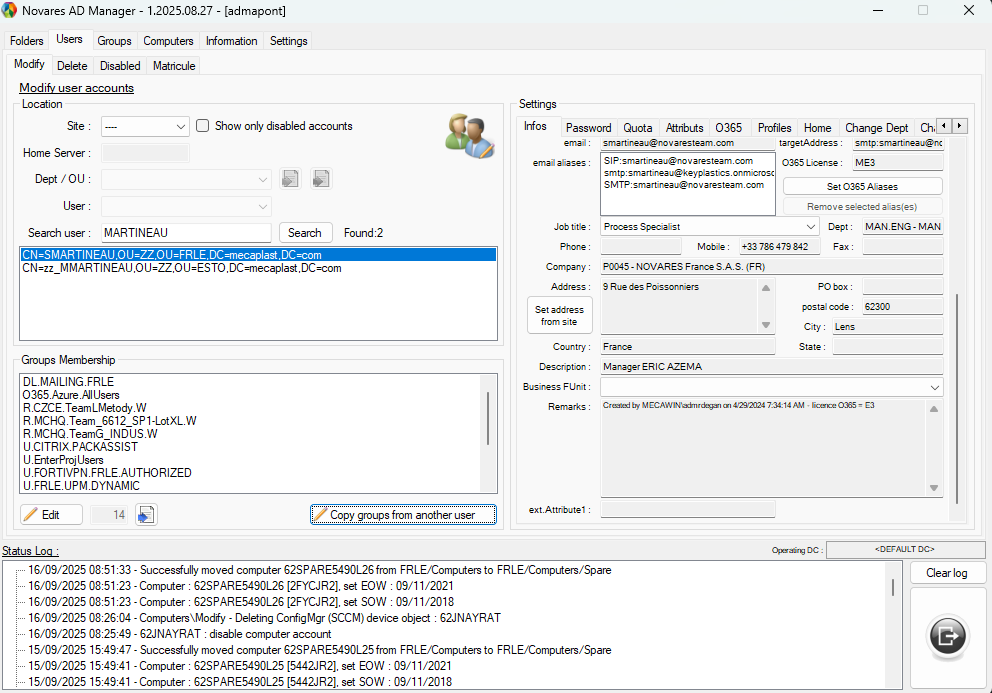 Novares AD Manager - 1.2025.08.27 - [admapont]
Folders Users Groups Computers Information Settings
Modify Delete Disabled Matricule
Modify user accounts
Location
Site : ---- Show only disabled accounts
Home Server :
Dept / OU :
User :
Search user : MARTINEAU Search Found:2
CN=SMARTINEAU,OU=ZZ,OU=FRLE,DC=mecaplast,DC=com
CN=zz_MMARTINEAU,OU=ZZ,OU=ESTO,DC=mecaplast,DC=com
Groups Membership
DL.MAILING.FRLE
O365.Azure.AllUsers
R.CZCE.TeamLMetody.W
R.MCHQ.Team_6612_SP1-LotXL.W
R.MCHQ.TeamG_INDUS.W
U.CITRIX.PACKASSIST
U.EnterProjUsers
U.FORTIVPN.FRLE.AUTHORIZED
U.FRLE.UPM.DYNAMIC
Edit 14 Copy groups from another user
Settings
Infos Password Quota Attributs O365 Profiles Home Change Dept
email : smartineau@novaresteam.com targetAddress : smtp:smartineau@
email aliases : SIP:smartineau@novaresteam.com O365 License : ME3
smtp:smartineau@keyplastics.onmicrosc
SMTP:smartineau@novaresteam.com Set O365 Aliases
Remove selected alias(es)
Job title : Process Specialist Dept : MAN.ENG - MAN
Phone : Mobile : +33 786 479 842 Fax :
Company : P0045 - NOVARES France S.A.S. (FR)
Address : 9 Rue des Poissonniers PO box :
Set address
from site
postal code : 62300
City : Lens
Country : France State :
Description : Manager ERIC AZEMA
Business FUnit :
Remarks : Created by MECAWIN\admrdegan on 4/29/2024 7:34:14 AM - licence O365 = E3
ext.Attribute1 :
Status Log : Operating DC : <DEFAULT DC>
16/09/2025 08:51:33 - Successfully moved computer 62SPARE5490L26 from FRLE/Computers to FRLE/Computers/Spare
16/09/2025 08:51:23 - Computer : 62SPARE5490L26 [2FYCJR2], set EOW : 09/11/2021
16/09/2025 08:51:23 - Computer : 62SPARE5490L26 [2FYCJR2], set SOW : 09/11/2018
16/09/2025 08:26:04 - Computers\Modify - Deleting ConfigMgr (SCCM) device object : 62JNAYRAT
16/09/2025 08:25:49 - 62JNAYRAT : disable computer account
15/09/2025 15:49:47 - Successfully moved computer 62SPARE5490L25 from FRLE/Computers to FRLE/Computers/Spare
15/09/2025 15:49:41 - Computer : 62SPARE5490L25 [5442JR2], set EOW : 09/11/2021
15/09/2025 15:49:41 - Computer : 62SPARE5490L25 [5442JR2], set SOW : 09/11/2018
Clear log